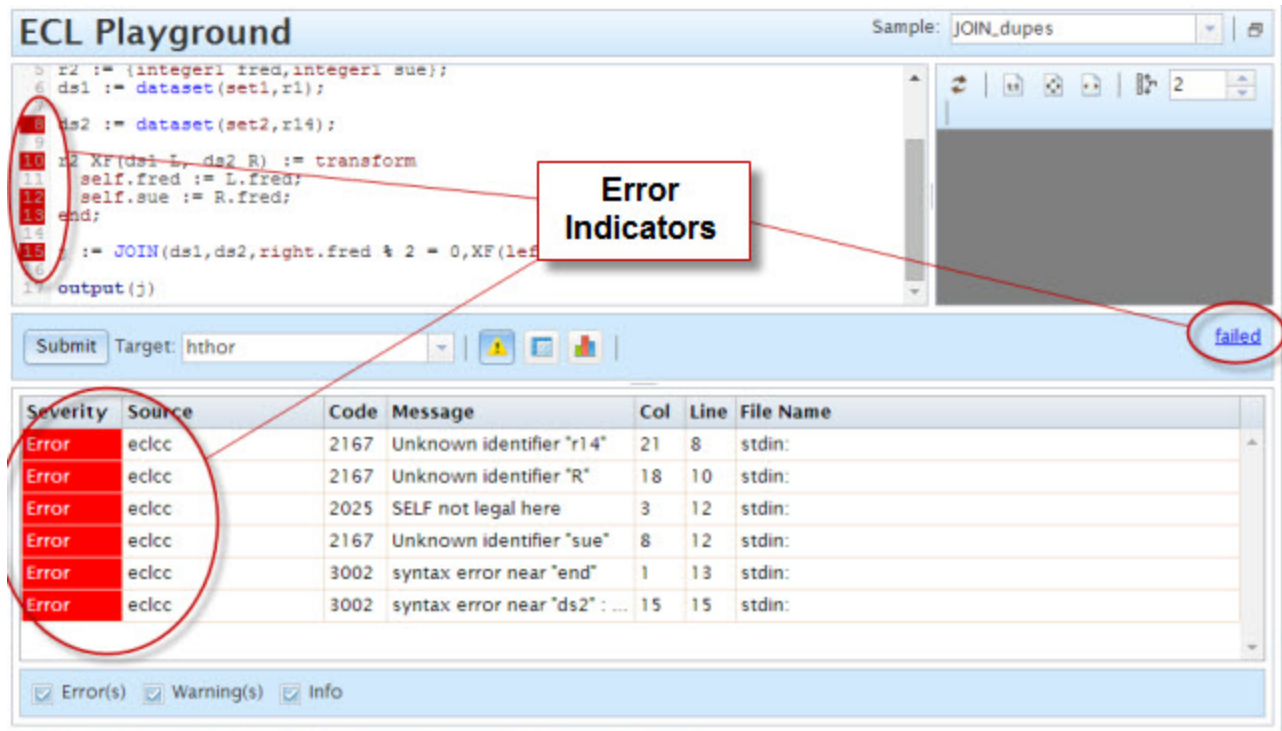 ECL Playground
Sample: JOIN_dupes
5 r2 := {integer1 fred,integer1 sue};
6 ds1 := dataset(set1,r1);
7
8 ds2 := dataset(set2,r14);
9
10 r2 XF(ds1 L, ds2 R) := transform
11 self.fred := L.fred;
12 self.sue := R.fred;
13 end;
14
15 := JOIN(ds1,ds2,right.fred % 2 = 0,XF(lef
16
17 output(j)
2
Error
Indicators
Submit Target: hthor
failed
Severity Source Code Message Col Line File Name
Error eclcc 2167 Unknown identifier "r14" 21 8 stdin:
Error eclcc 2167 Unknown identifier "R" 18 10 stdin:
Error eclcc 2025 SELF not legal here 3 12 stdin:
Error eclcc 2167 Unknown identifier "sue" 8 12 stdin:
Error eclcc 3002 syntax error near "end" 1 13 stdin:
Error eclcc 3002 syntax error near "ds2" : ... 15 15 stdin:
Error(s) Warning(s) Info